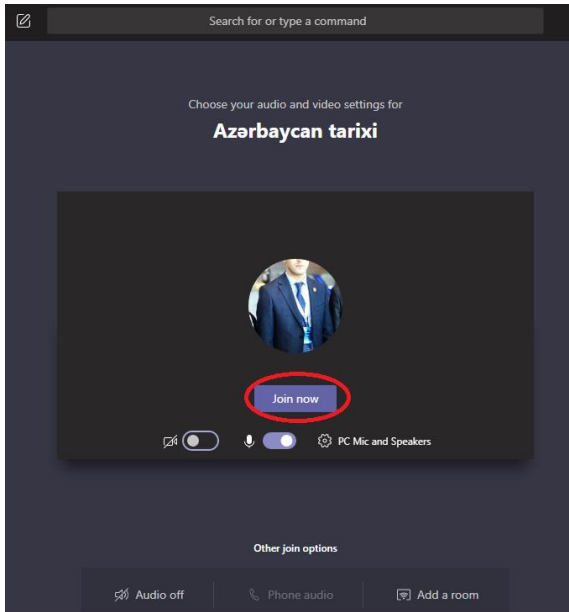 Search for or type a command
Choose your audio and video settings for
Azərbaycan tarixi
Join now
PC Mic and Speakers
Other join options
Audio off
Phone audio
Add a room